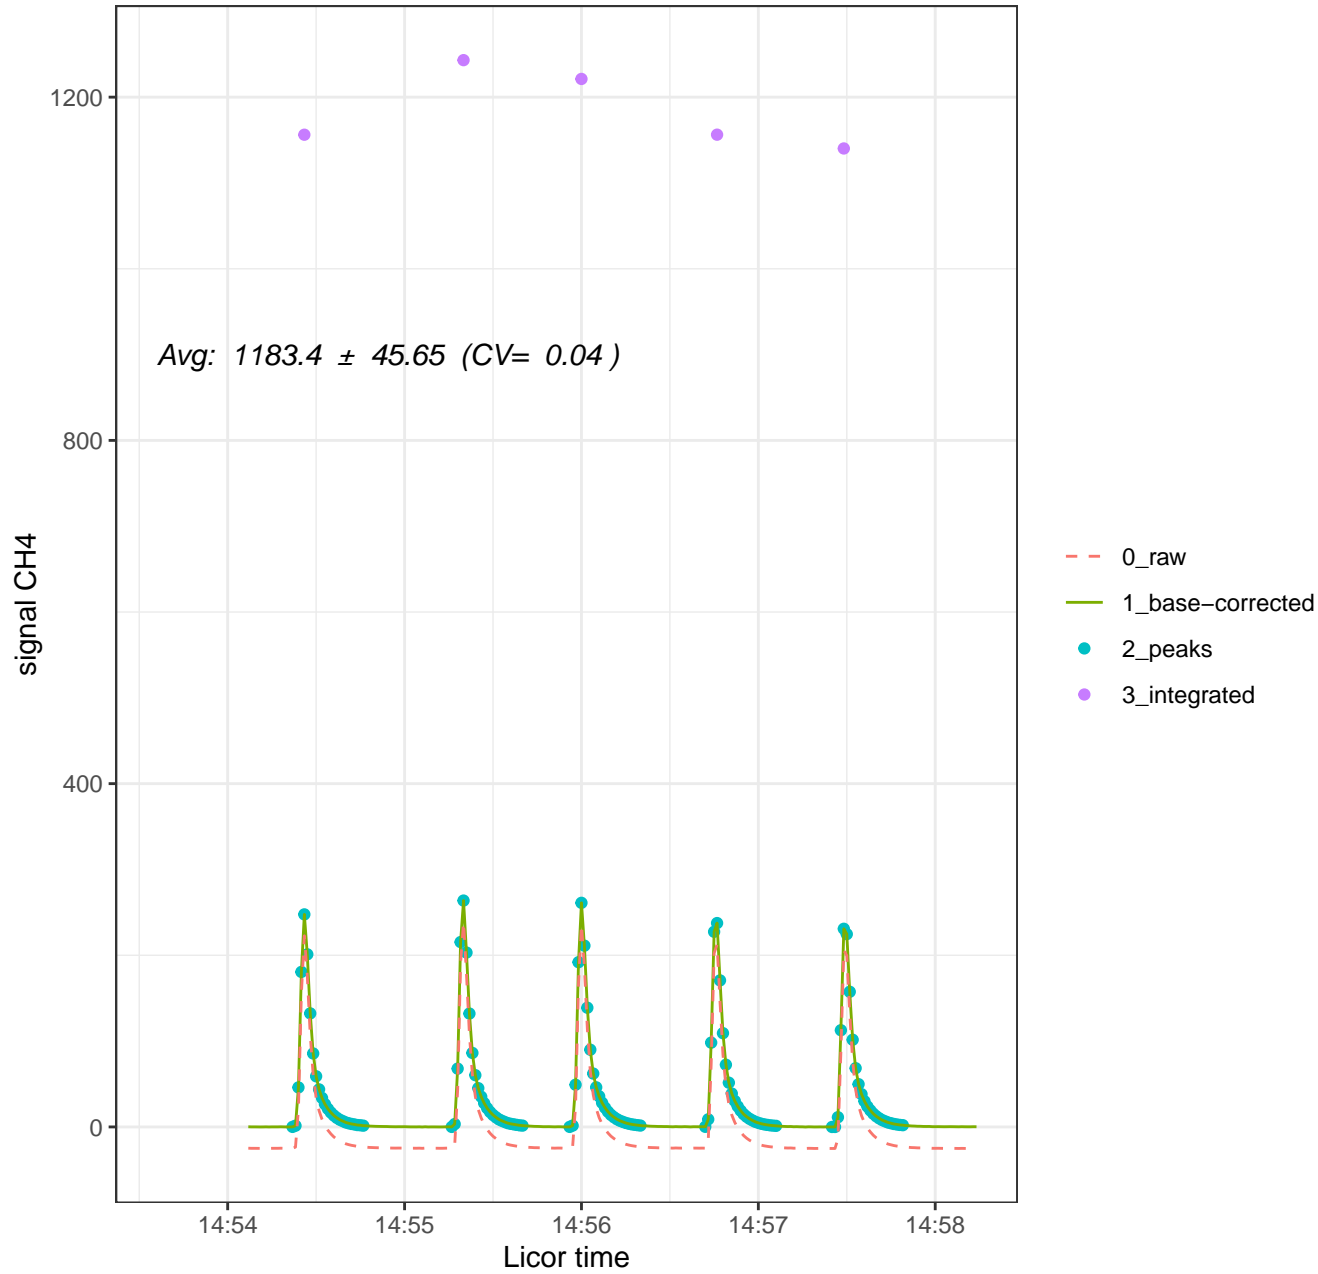 1200
800
400
0
signal CH4
Avg: 1183.4 ± 45.65 (CV= 0.04 )
14:54 14:55 14:56 14:57 14:58
Licor time
0_raw
1_base−corrected
2_peaks
3_integrated